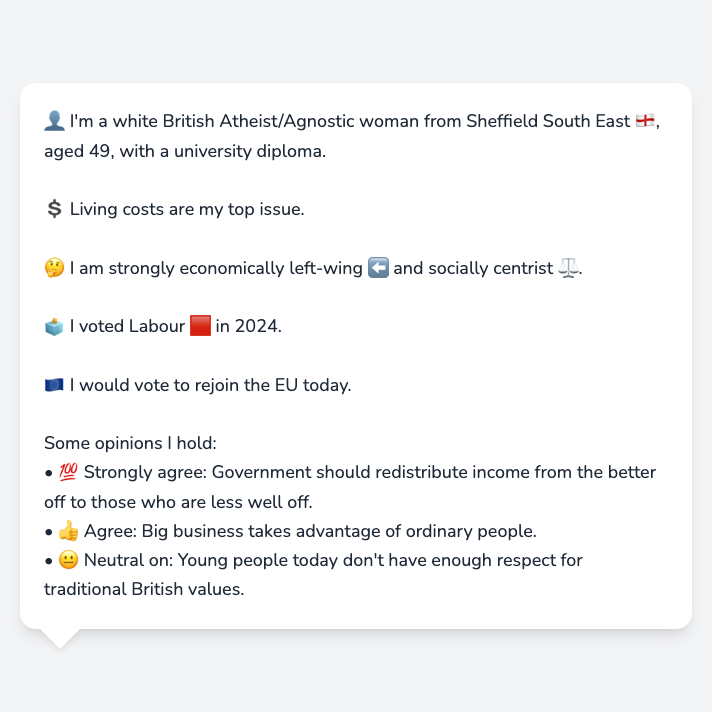 👤 I'm a white British Atheist/Agnostic woman from Sheffield South East 🏴󠁧󠁢󠁥󠁮󠁧󠁿,
aged 49, with a university diploma.
💲 Living costs are my top issue.
🤔 I am strongly economically left-wing ⬅️ and socially centrist ⚖️.
🗳️ I voted Labour 🟥 in 2024.
🇪🇺 I would vote to rejoin the EU today.
Some opinions I hold:
• 💯 Strongly agree: Government should redistribute income from the better
off to those who are less well off.
• 👍 Agree: Big business takes advantage of ordinary people.
• 😐 Neutral on: Young people today don't have enough respect for
traditional British values.